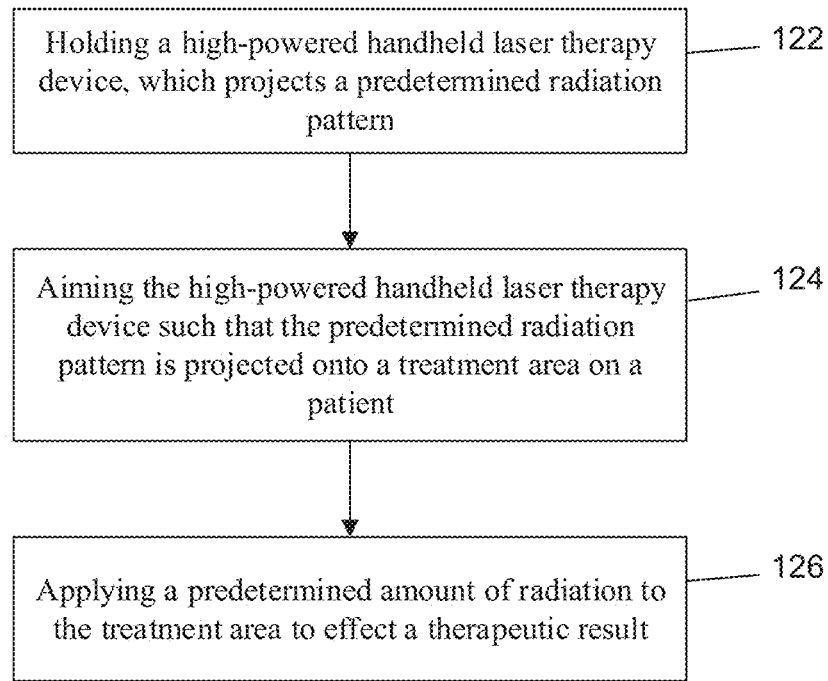 Holding a high-powered handheld laser therapy
device, which projects a predetermined radiation
pattern
122
Aiming the high-powered handheld laser therapy
device such that the predetermined radiation
pattern is projected onto a treatment area on a
patient
124
Applying a predetermined amount of radiation to
the treatment area to effect a therapeutic result
126